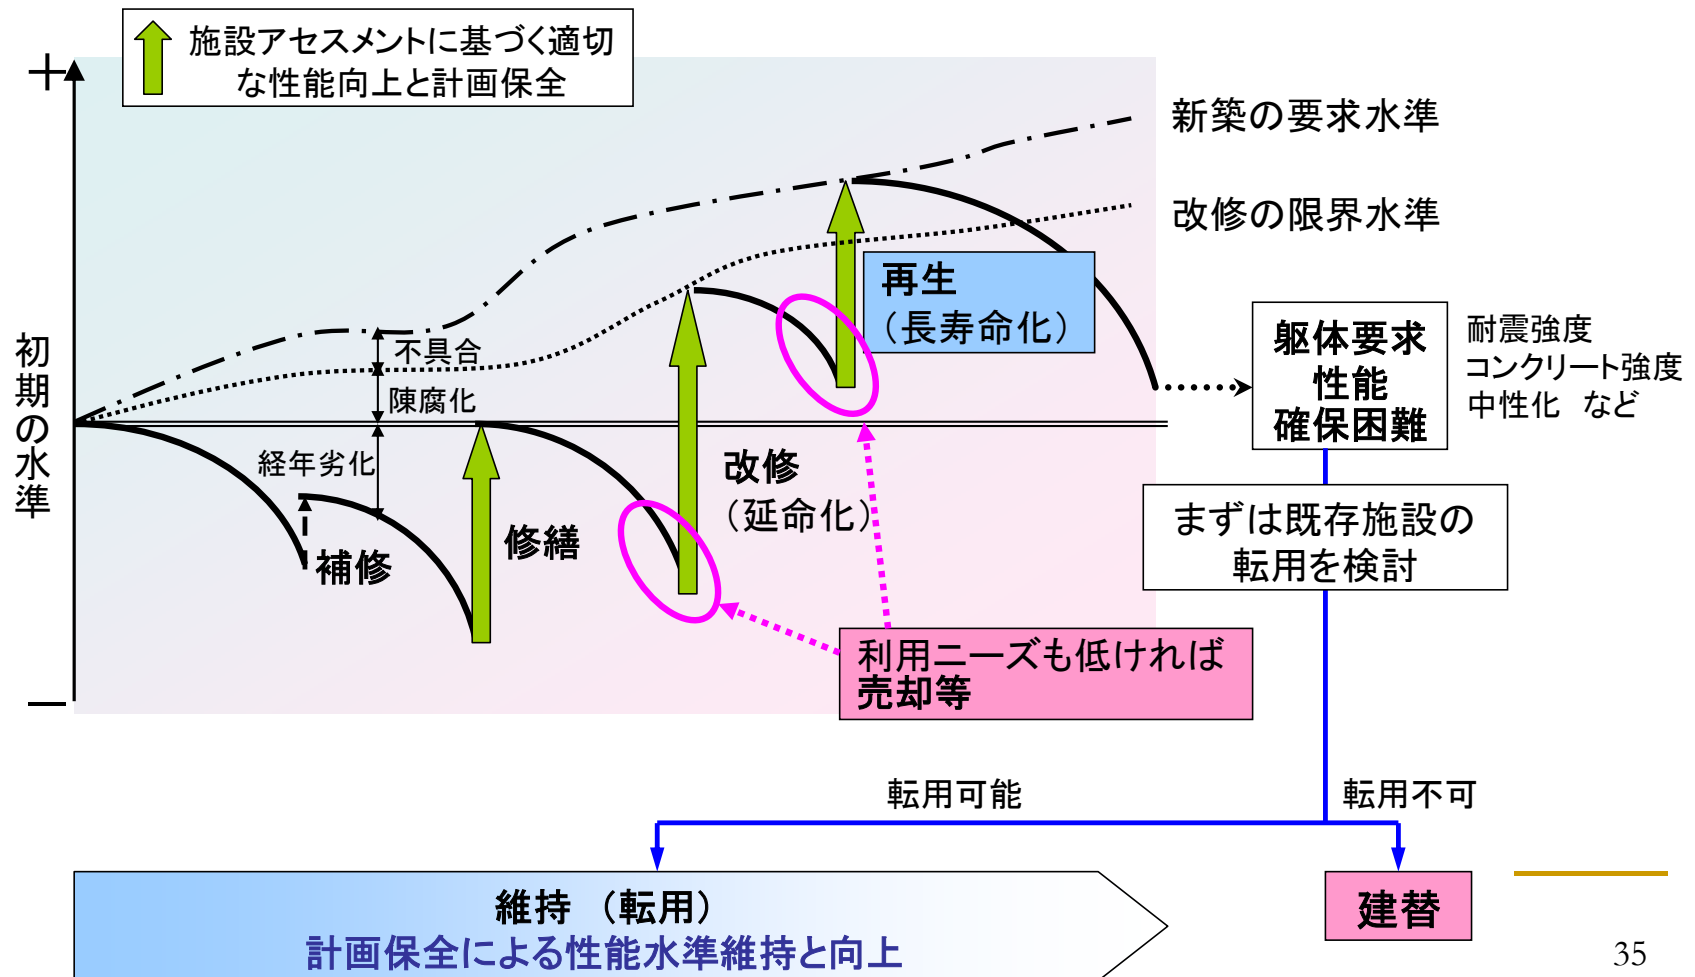 施設アセスメントに基づく適切
な性能向上と計画保全
＋
新築の要求水準
改修の限界水準
再生
（長寿命化）
初期の水準
不具合
陳腐化
経年劣化
補修
修繕
改修
（延命化）
躯体要求
性能
確保困難
耐震強度
コンクリート強度
中性化　など
まずは既存施設の
転用を検討
利用ニーズも低ければ
売却等
－
転用可能
転用不可
維持　（転用）
計画保全による性能水準維持と向上
建替
35